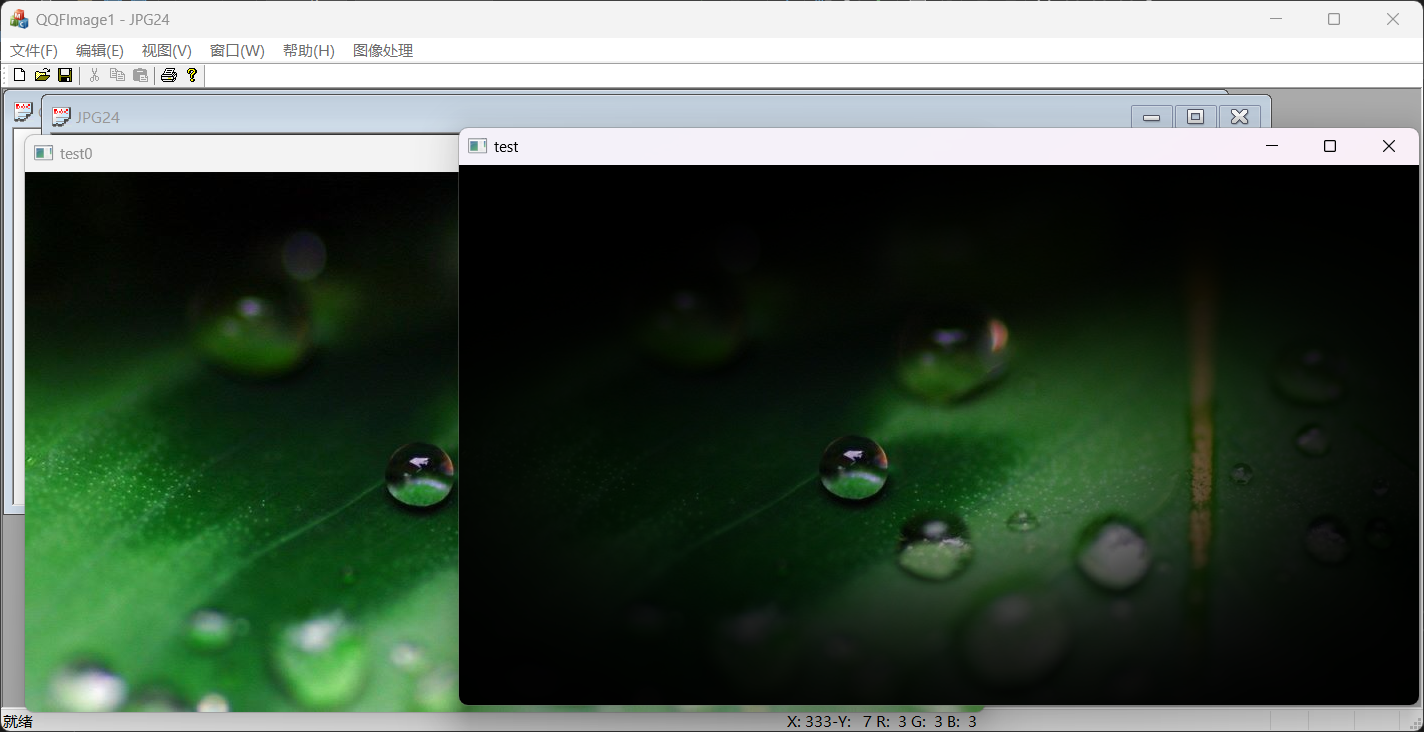 QQFImage1 - JPG24
文件(F) 编辑(E) 视图(V) 窗口(W) 帮助(H) 图像处理
JPG24
test0
test
就绪 X: 333-Y: 7 R: 3 G: 3 B: 3